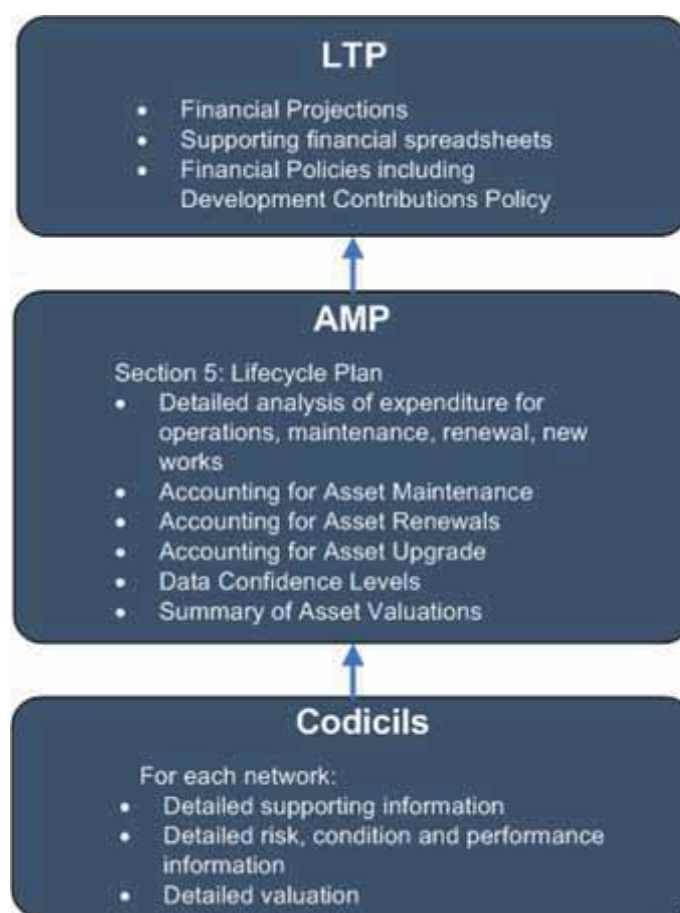 LTP
• Financial Projections
• Supporting financial spreadsheets
• Financial Policies including
Development Contributions Policy
AMP
Section 5: Lifecycle Plan
• Detailed analysis of expenditure for
operations, maintenance, renewal, new
works
• Accounting for Asset Maintenance
• Accounting for Asset Renewals
• Accounting for Asset Upgrade
• Data Confidence Levels
• Summary of Asset Valuations
Codicils
For each network:
• Detailed supporting information
• Detailed risk, condition and performance
information
• Detailed valuation